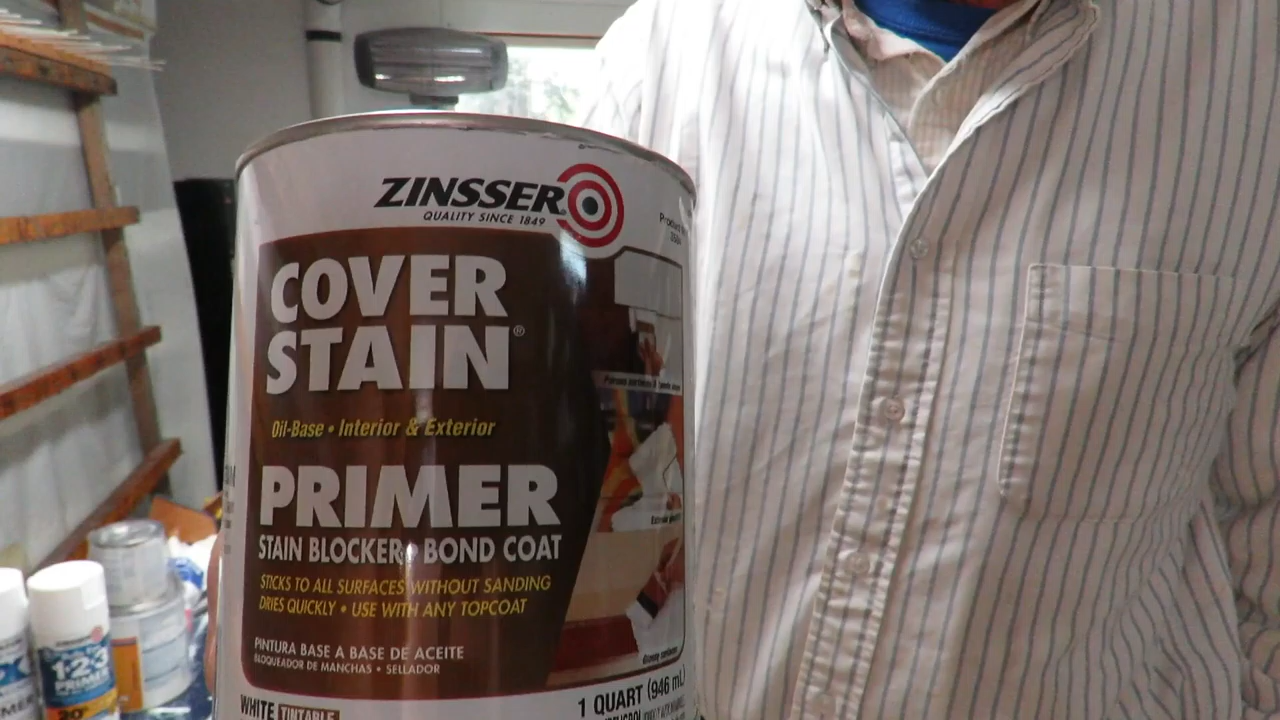 ZINSSER
QUALITY SINCE 1849
COVER
STAIN®
Oil-Base • Interior & Exterior
PRIMER
STAIN BLOCKER • BOND COAT
STICKS TO ALL SURFACES WITHOUT SANDING
DRIES QUICKLY • USE WITH ANY TOPCOAT
PINTURA BASE A BASE DE ACEITE
BLOQUEADOR DE MANCHAS • SELLADOR
WHITE TINTABLE
1 QUART (946 mL)
Glossy surfaces
1-2-3
PRIMER